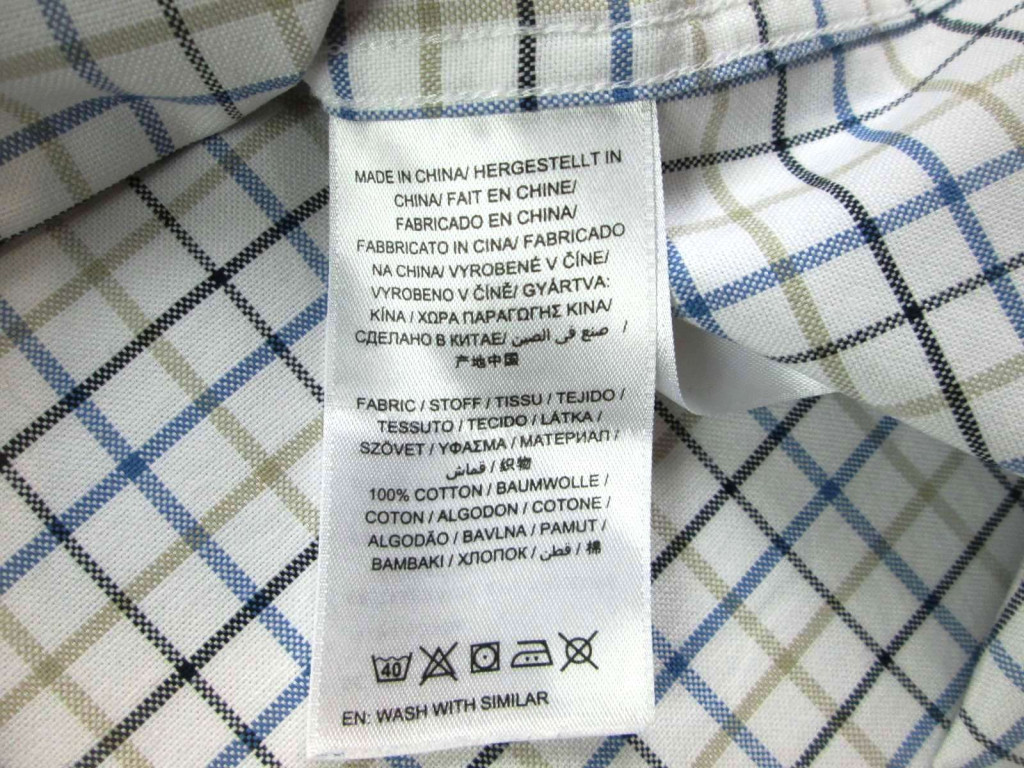 MADE IN CHINA/ HERGESTELLT IN
CHINA/ FAIT EN CHINE/
FABRICADO EN CHINA/
FABBRICATO IN CINA/ FABRICADO
NA CHINA/ VYROBENÉ V ČÍNE/
VYROBENO V ČÍNĚ/ GYÁRTVA:
KÍNA / ΧΩΡΑ ΠΑΡΑΓΩΓΗΣ ΚΙΝΑ/
СДЕЛАНО В КИТАЕ/ صنع في الصين /
产地中国
FABRIC / STOFF / TISSU / TEJIDO /
TESSUTO / TECIDO / LÁTKA /
SZÖVET / ΥΦΑΣΜΑ / МАТЕРИАЛ /
قماش / 织物
100% COTTON / BAUMWOLLE /
COTON / ALGODON / COTONE /
ALGODÃO / BAVLNA / PAMUT /
BAMBAKI / ХЛОПОК / قطن / 棉
40
EN: WASH WITH SIMILAR